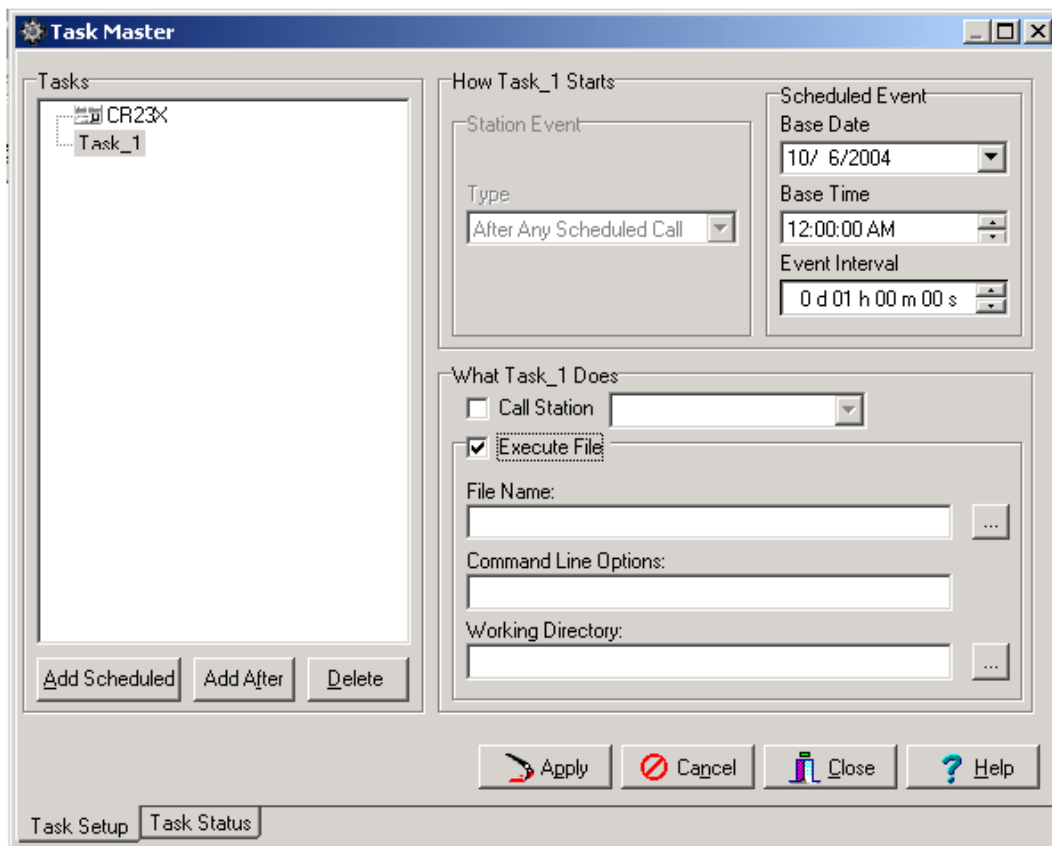 Task Master
Tasks
CR23X
Task_1
Add Scheduled
Add After
Delete
How Task_1 Starts
Station Event
Type
After Any Scheduled Call
Scheduled Event
Base Date
10/ 6/2004
Base Time
12:00:00 AM
Event Interval
0 d 01 h 00 m 00 s
What Task_1 Does
Call Station
Execute File
File Name:
...
Command Line Options:
Working Directory:
...
Apply
Cancel
Close
Help
Task Setup
Task Status